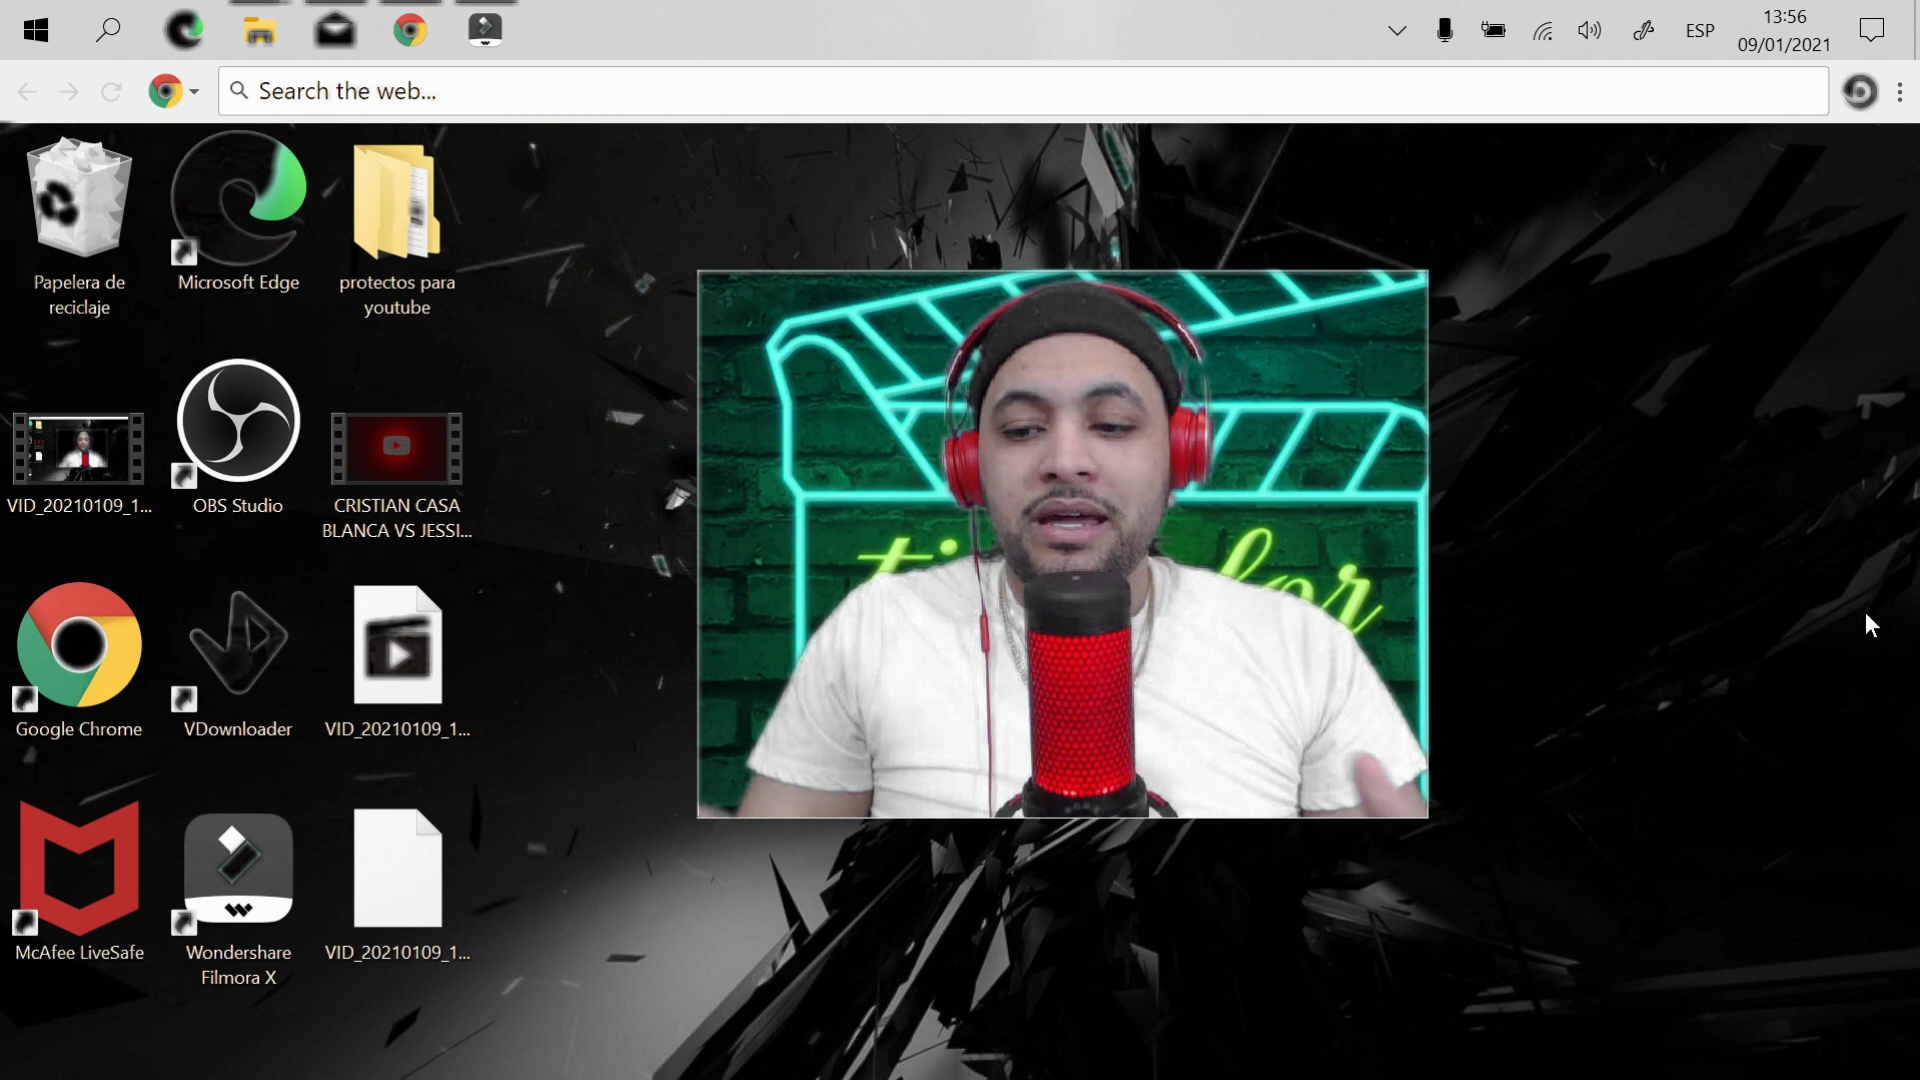 ESP
13:56
09/01/2021
Search the web...
Papelera de
reciclaje
Microsoft Edge
protectos para
youtube
VID_20210109_1...
OBS Studio
CRISTIAN CASA
BLANCA VS JESSI...
Google Chrome
VDownloader
VID_20210109_1...
McAfee LiveSafe
Wondershare
Filmora X
VID_20210109_1...